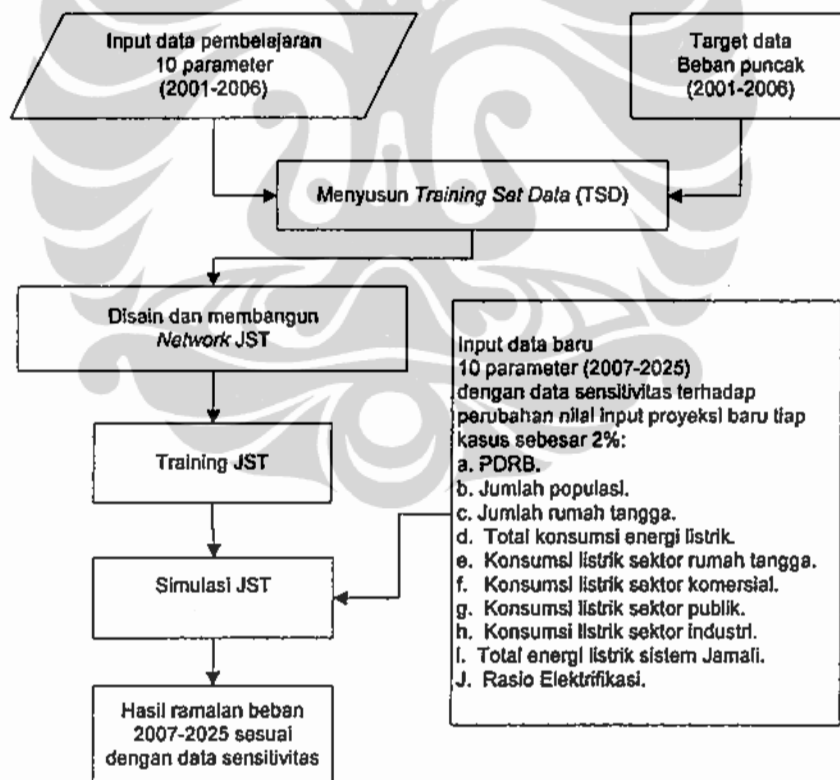 Input data pembelajaran
10 parameter
(2001-2006)
Target data
Beban puncak
(2001-2006)
Menyusun Training Set Data (TSD)
Disain dan membangun
Network JST
Training JST
Simulasi JST
Hasil ramalan beban
2007-2025 sesuai
dengan data sensitivitas
Input data baru
10 parameter (2007-2025)
dengan data sensitivitas terhadap
perubahan nilai input proyeksi baru tiap
kasus sebesar 2%:
a. PDRB.
b. Jumlah populasi.
c. Jumlah rumah tangga.
d. Total konsumsi energi listrik.
e. Konsumsi listrik sektor rumah tangga.
f. Konsumsi listrik sektor komersial.
g. Konsumsi listrik sektor publik.
h. Konsumsi listrik sektor industri.
i. Total energi listrik sistem Jamali.
J. Rasio Elektrifikasi.